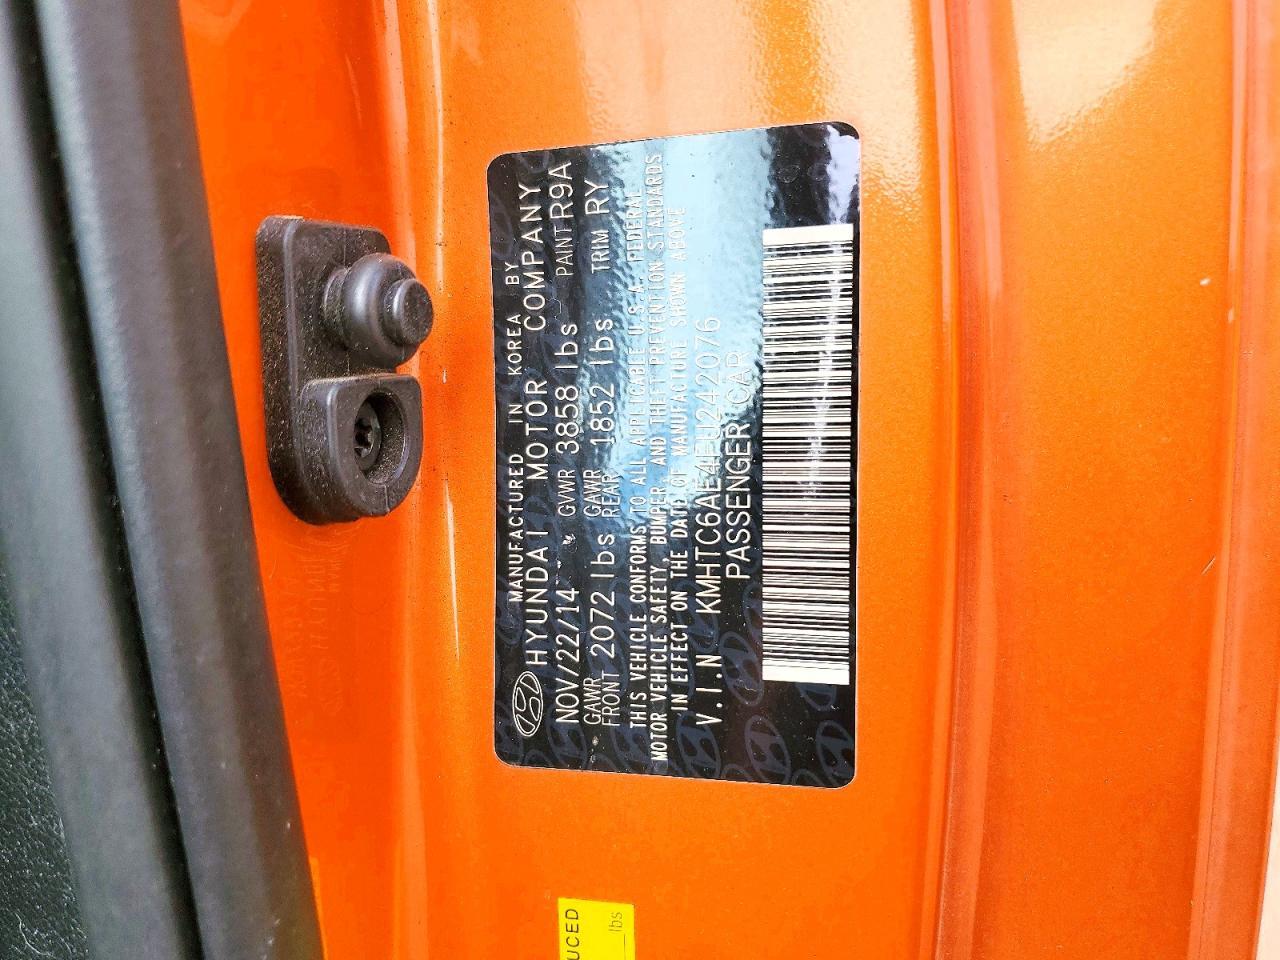 MANUFACTURED IN KOREA BY
HYUNDAI MOTOR COMPANY
NOV/22/14 GVWR 3858 lbs PAINT R9A
GAWR FRONT 2072 lbs GAWR REAR 1852 lbs TRIM RY
THIS VEHICLE CONFORMS TO ALL APPLICABLE U.S.A. FEDERAL
MOTOR VEHICLE SAFETY, BUMPER, AND THEFT PREVENTION STANDARDS
IN EFFECT ON THE DATE OF MANUFACTURE SHOWN ABOVE
V.I.N KMHTC6AE4FU242076
PASSENGER CAR
UCED
lbs